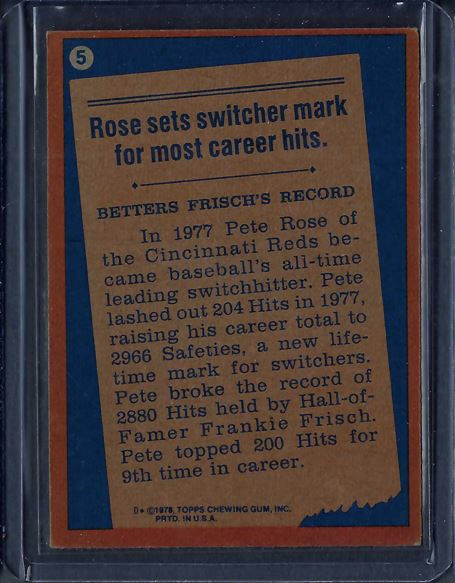 5
Rose sets switcher mark
for most career hits.
BETTERS FRISCH'S RECORD
In 1977 Pete Rose of
the Cincinnati Reds be-
came baseball's all-time
leading switchhitter. Pete
lashed out 204 Hits in 1977,
raising his career total to
2966 Safeties, a new life-
time mark for switchers.
Pete broke the record of
2880 Hits held by Hall-of-
Famer Frankie Frisch.
Pete topped 200 Hits for
9th time in career.
D* ©1978, TOPPS CHEWING GUM, INC.
PRTD. IN U.S.A.